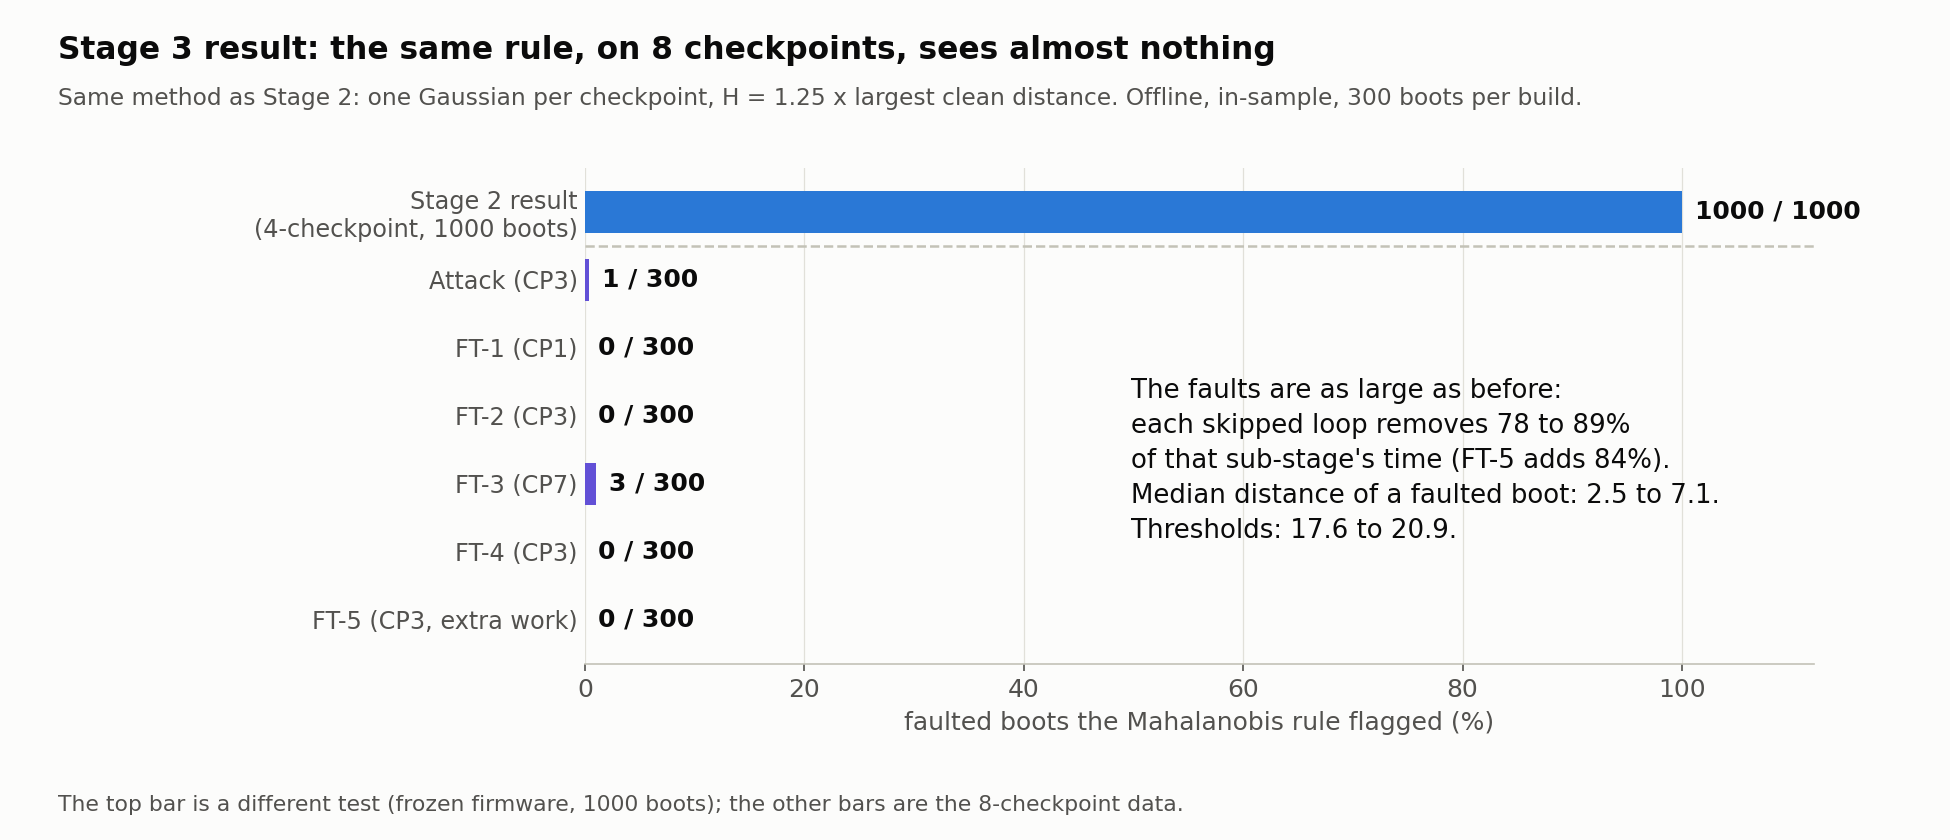 Stage 3 result: the same rule, on 8 checkpoints, sees almost nothing
Same method as Stage 2: one Gaussian per checkpoint, H = 1.25 x largest clean distance. Offline, in-sample, 300 boots per build.
Stage 2 result
(4-checkpoint, 1000 boots)
1000 / 1000
Attack (CP3)
1 / 300
FT-1 (CP1)
0 / 300
FT-2 (CP3)
0 / 300
FT-3 (CP7)
3 / 300
FT-4 (CP3)
0 / 300
FT-5 (CP3, extra work)
0 / 300
The faults are as large as before:
each skipped loop removes 78 to 89%
of that sub-stage's time (FT-5 adds 84%).
Median distance of a faulted boot: 2.5 to 7.1.
Thresholds: 17.6 to 20.9.
0 20 40 60 80 100
faulted boots the Mahalanobis rule flagged (%)
The top bar is a different test (frozen firmware, 1000 boots); the other bars are the 8-checkpoint data.